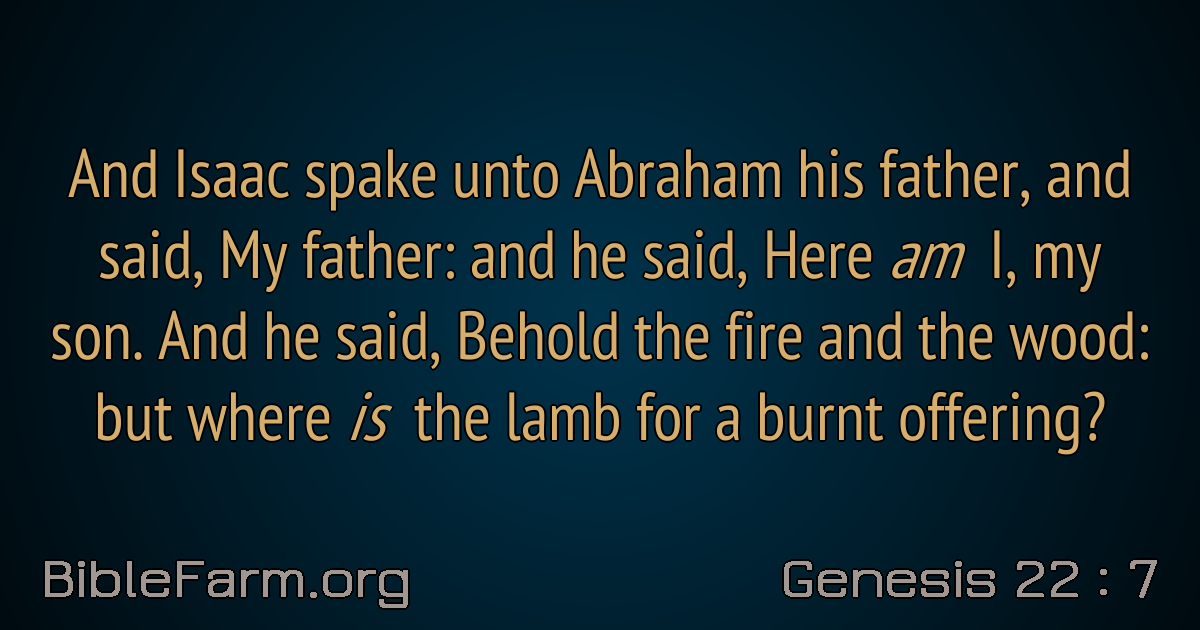 And Isaac spake unto Abraham his father, and
said, My father: and he said, Here am I, my
son. And he said, Behold the fire and the wood:
but where is the lamb for a burnt offering?
BibleFarm.org
Genesis 22 : 7